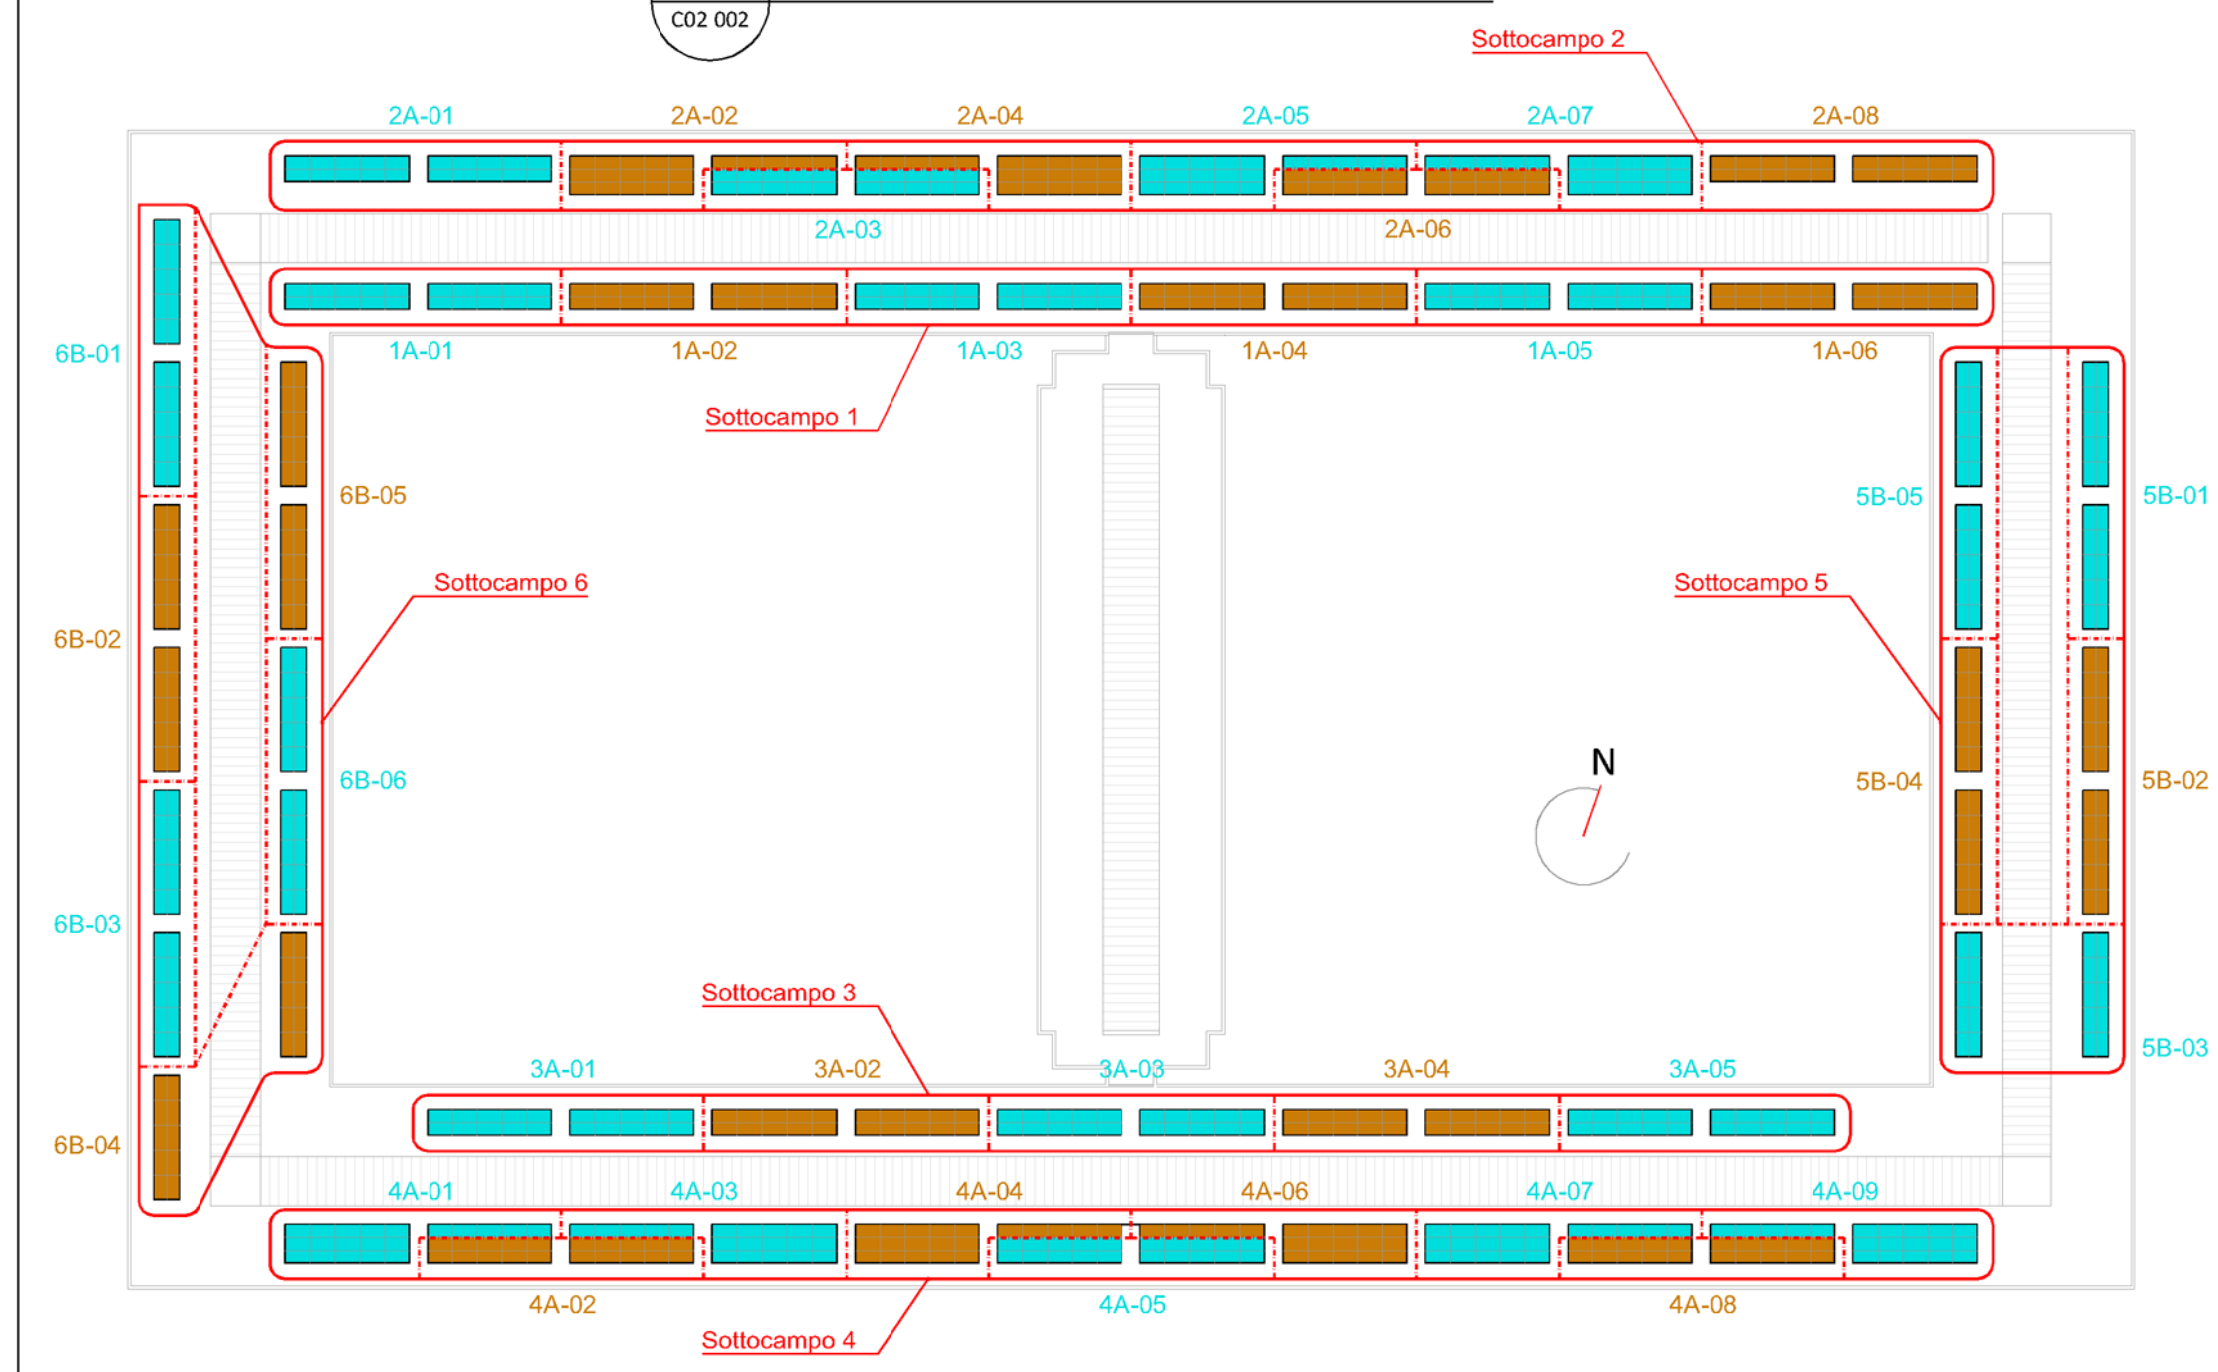 C02 002
Sottocampo 2
2A-01 2A-02 2A-04 2A-05 2A-07 2A-08
2A-03 2A-06
1A-01 1A-02 1A-03 1A-04 1A-05 1A-06
6B-01
Sottocampo 1
6B-05 5B-05 5B-01
Sottocampo 6 Sottocampo 5
6B-02
N
6B-06 5B-04 5B-02
6B-03
Sottocampo 3
5B-03
3A-01 3A-02 3A-03 3A-04 3A-05
6B-04
4A-01 4A-03 4A-04 4A-06 4A-07 4A-09
4A-02 4A-05 4A-08
Sottocampo 4